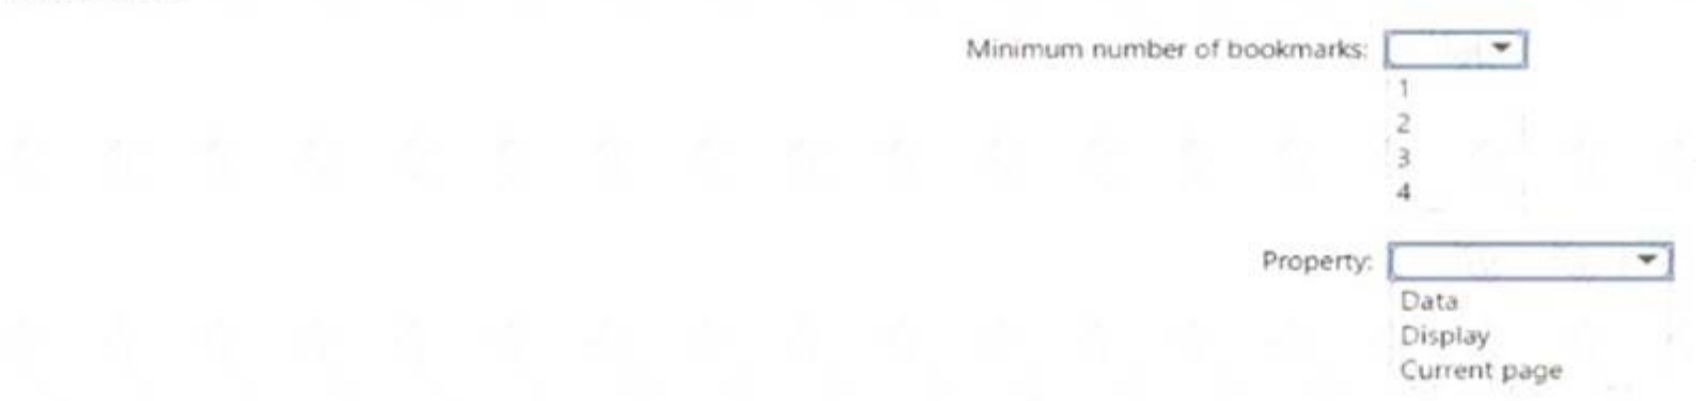 Minimum number of bookmarks:
1
2
3
4
Property:
Data
Display
Current page